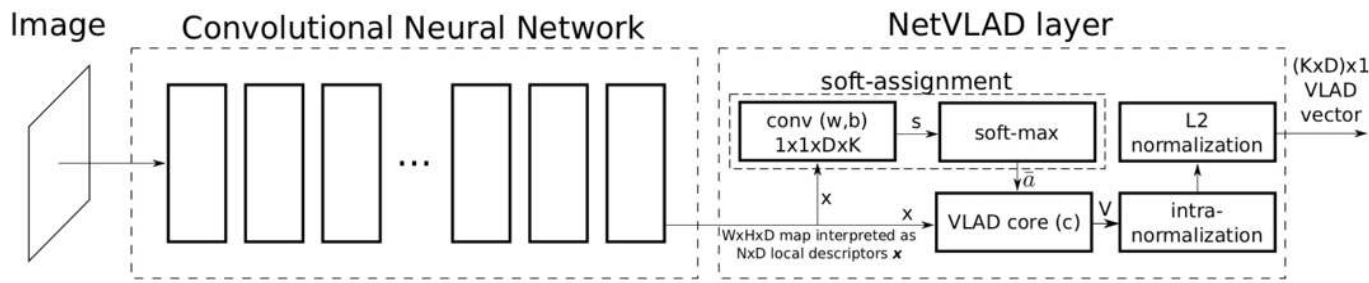 Image
Convolutional Neural Network
NetVLAD layer
soft-assignment
(KxD)x1
VLAD
vector
conv (w,b)
1x1xDxK
s
soft-max
L2
normalization
...
x
ā
x
V
VLAD core (c)
intra-
normalization
WxHxD map interpreted as
NxD local descriptors x